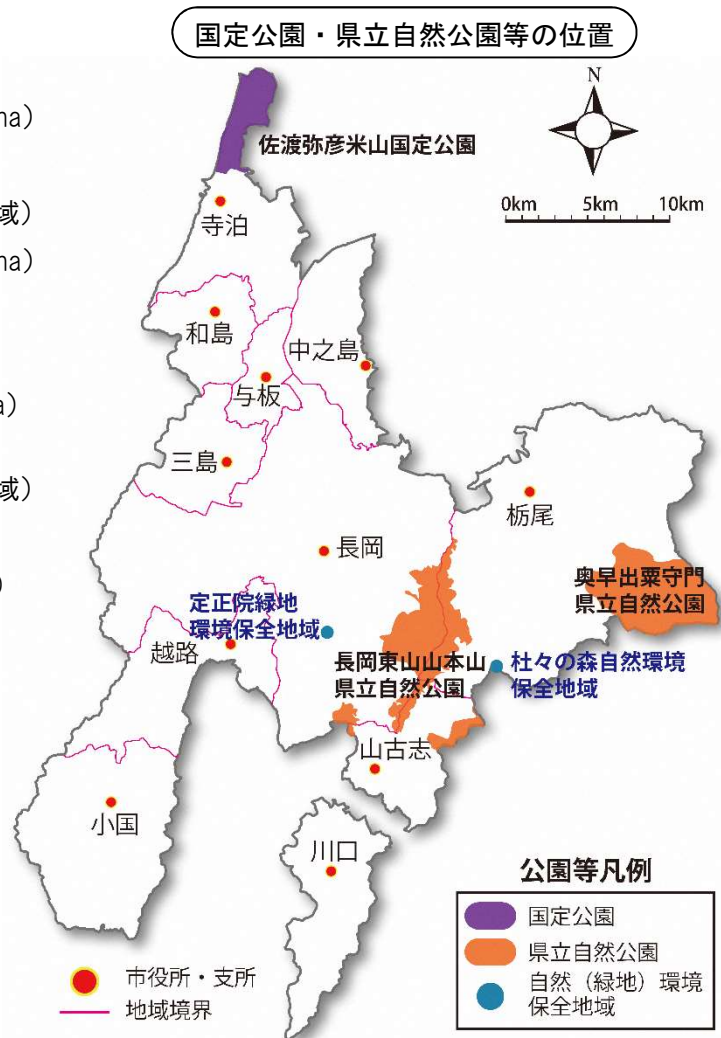 国定公園・県立自然公園等の位置
ha）
域）
ha）
a）
域）
）
N
佐渡弥彦米山国定公園
0km 5km 10km
寺泊
和島
中之島
与板
三島
栃尾
長岡
奥早出粟守門
県立自然公園
定正院緑地
環境保全地域
越路
長岡東山山本山
県立自然公園
杜々の森自然環境
保全地域
山古志
小国
川口
公園等凡例
国定公園
県立自然公園
自然（緑地）環境
保全地域
市役所・支所
地域境界